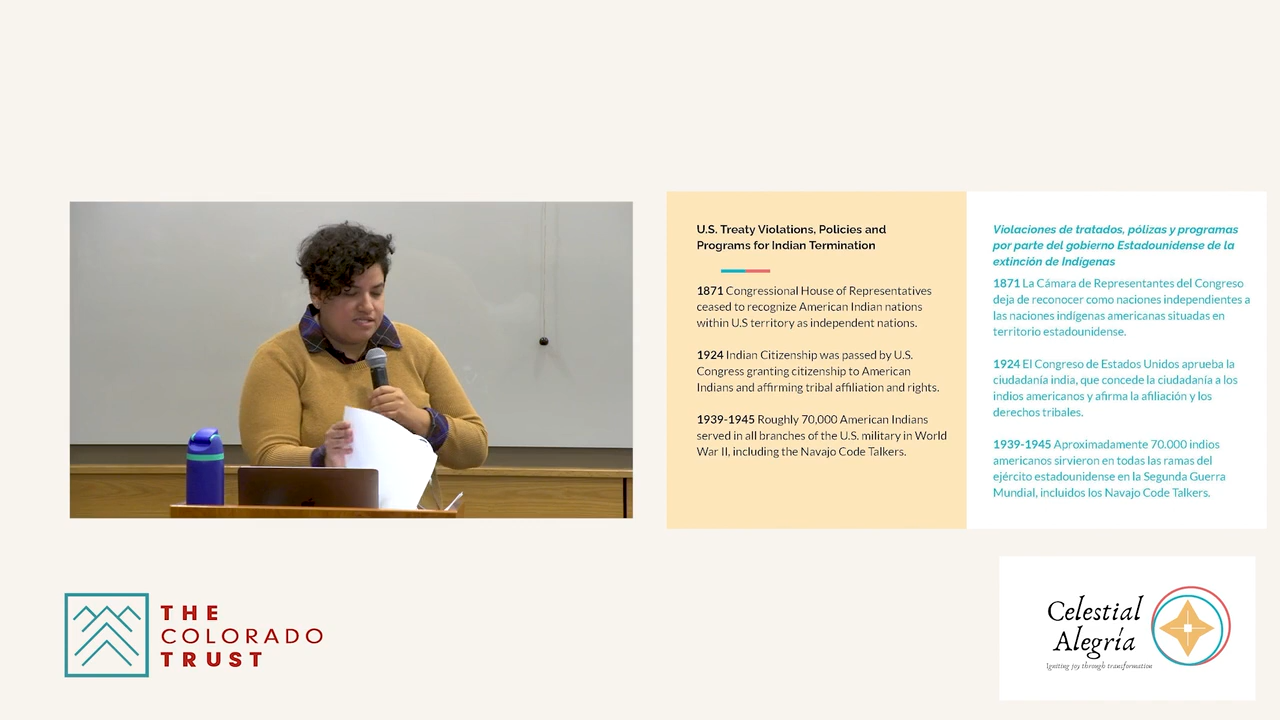 U.S. Treaty Violations, Policies and
Programs for Indian Termination
1871 Congressional House of Representatives
ceased to recognize American Indian nations
within U.S territory as independent nations.
1924 Indian Citizenship was passed by U.S.
Congress granting citizenship to American
Indians and affirming tribal affiliation and rights.
1939-1945 Roughly 70,000 American Indians
served in all branches of the U.S. military in World
War II, including the Navajo Code Talkers.
Violaciones de tratados, pólizas y programas
por parte del gobierno Estadounidense de la
extinción de Indígenas
1871 La Cámara de Representantes del Congreso
deja de reconocer como naciones independientes a
las naciones indígenas americanas situadas en
territorio estadounidense.
1924 El Congreso de Estados Unidos aprueba la
ciudadanía india, que concede la ciudadanía a los
indios americanos y afirma la afiliación y los
derechos tribales.
1939-1945 Aproximadamente 70.000 indios
americanos sirvieron en todas las ramas del
ejército estadounidense en la Segunda Guerra
Mundial, incluidos los Navajo Code Talkers.
THE
COLORADO
TRUST
Celestial
Alegría
Igniting joy through transformation